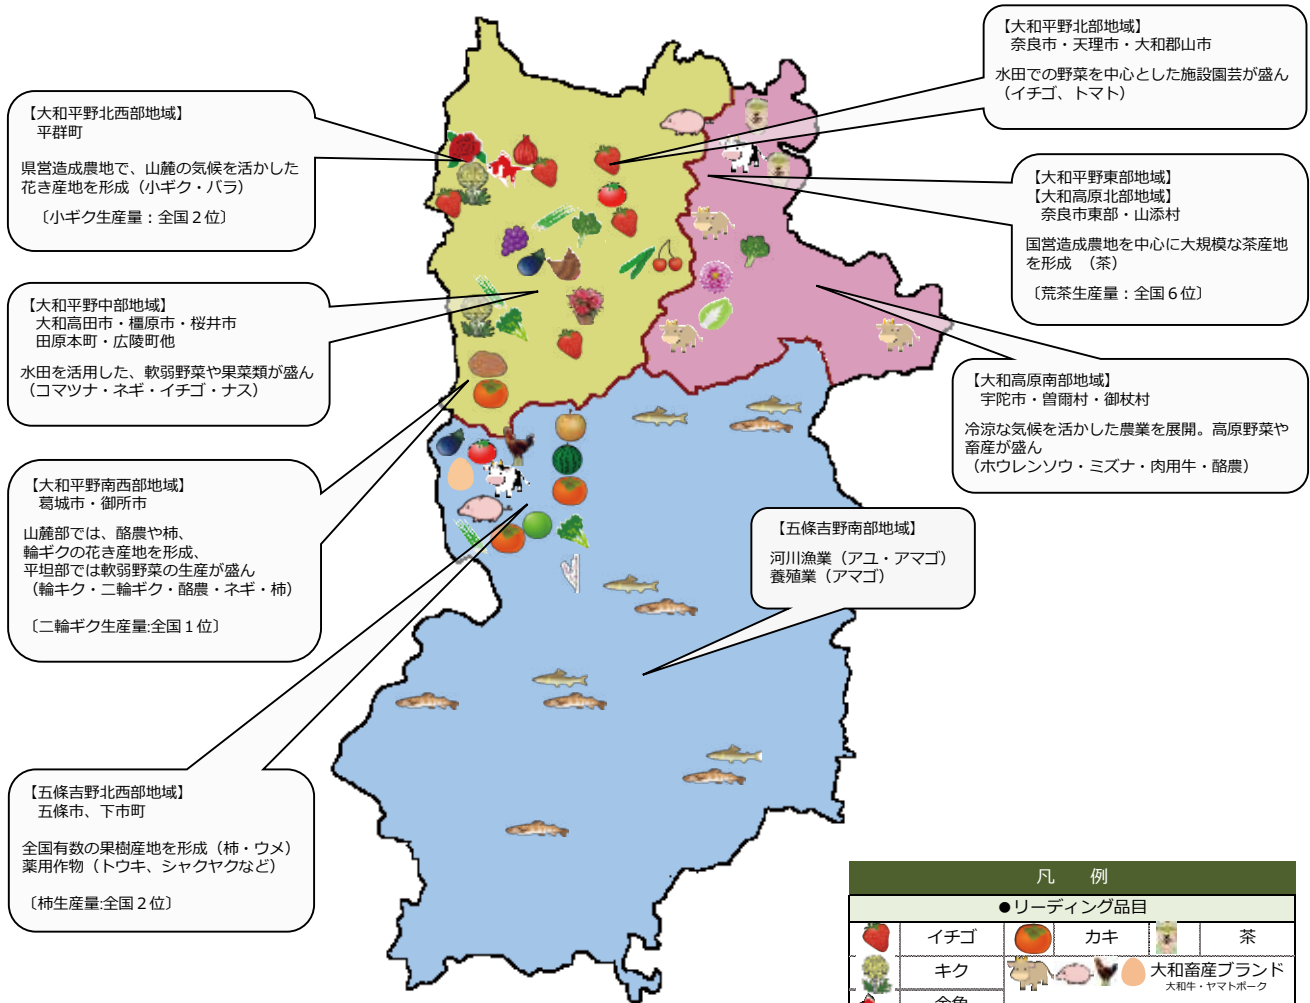 【大和平野北部地域】
奈良市・天理市・大和郡山市
水田での野菜を中心とした施設園芸が盛ん
（イチゴ、トマト）
【大和平野北西部地域】
平群町
県営造成農地で、山麓の気候を活かした
花き産地を形成（小ギク・バラ）
〔小ギク生産量：全国２位〕
【大和平野東部地域】
【大和高原北部地域】
奈良市東部・山添村
国営造成農地を中心に大規模な茶産地
を形成　（茶）
〔荒茶生産量：全国６位〕
【大和平野中部地域】
大和高田市・橿原市・桜井市
田原本町・広陵町他
水田を活用した、軟弱野菜や果菜類が盛ん
（コマツナ・ネギ・イチゴ・ナス）
【大和高原南部地域】
宇陀市・曽爾村・御杖村
冷涼な気候を活かした農業を展開。高原野菜や
畜産が盛ん
（ホウレンソウ・ミズナ・肉用牛・酪農）
【大和平野南西部地域】
葛城市・御所市
山麓部では、酪農や柿、
輪ギクの花き産地を形成、
平坦部では軟弱野菜の生産が盛ん
（輪キク・二輪ギク・酪農・ネギ・柿）
〔二輪ギク生産量:全国１位〕
【五條吉野南部地域】
河川漁業（アユ・アマゴ）
養殖業（アマゴ）
【五條吉野北西部地域】
五條市、下市町
全国有数の果樹産地を形成（柿・ウメ）
薬用作物（トウキ、シャクヤクなど）
〔柿生産量:全国２位〕
凡　例
●リーディング品目
イチゴ　カキ　茶
キク　大和畜産ブランド
大和牛・ヤマトポーク
金魚